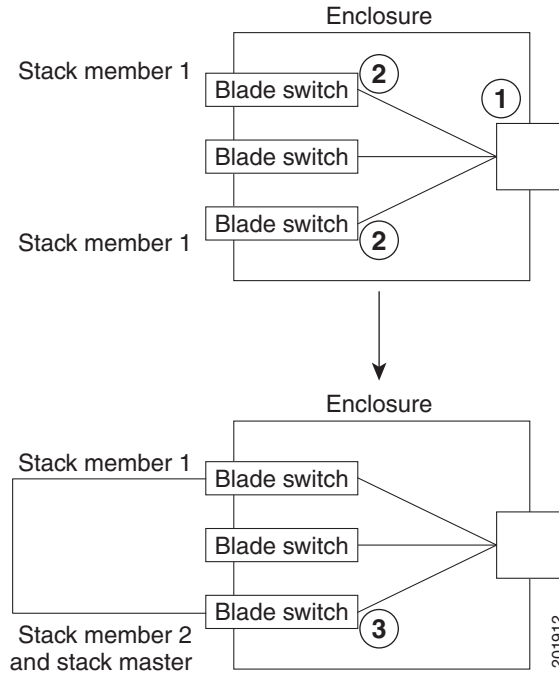 Enclosure
Stack member 1
2
Blade switch
1
Blade switch
Blade switch
Stack member 1
2
Enclosure
Stack member 1
Blade switch
Blade switch
Blade switch
3
Stack member 2
and stack master
201912